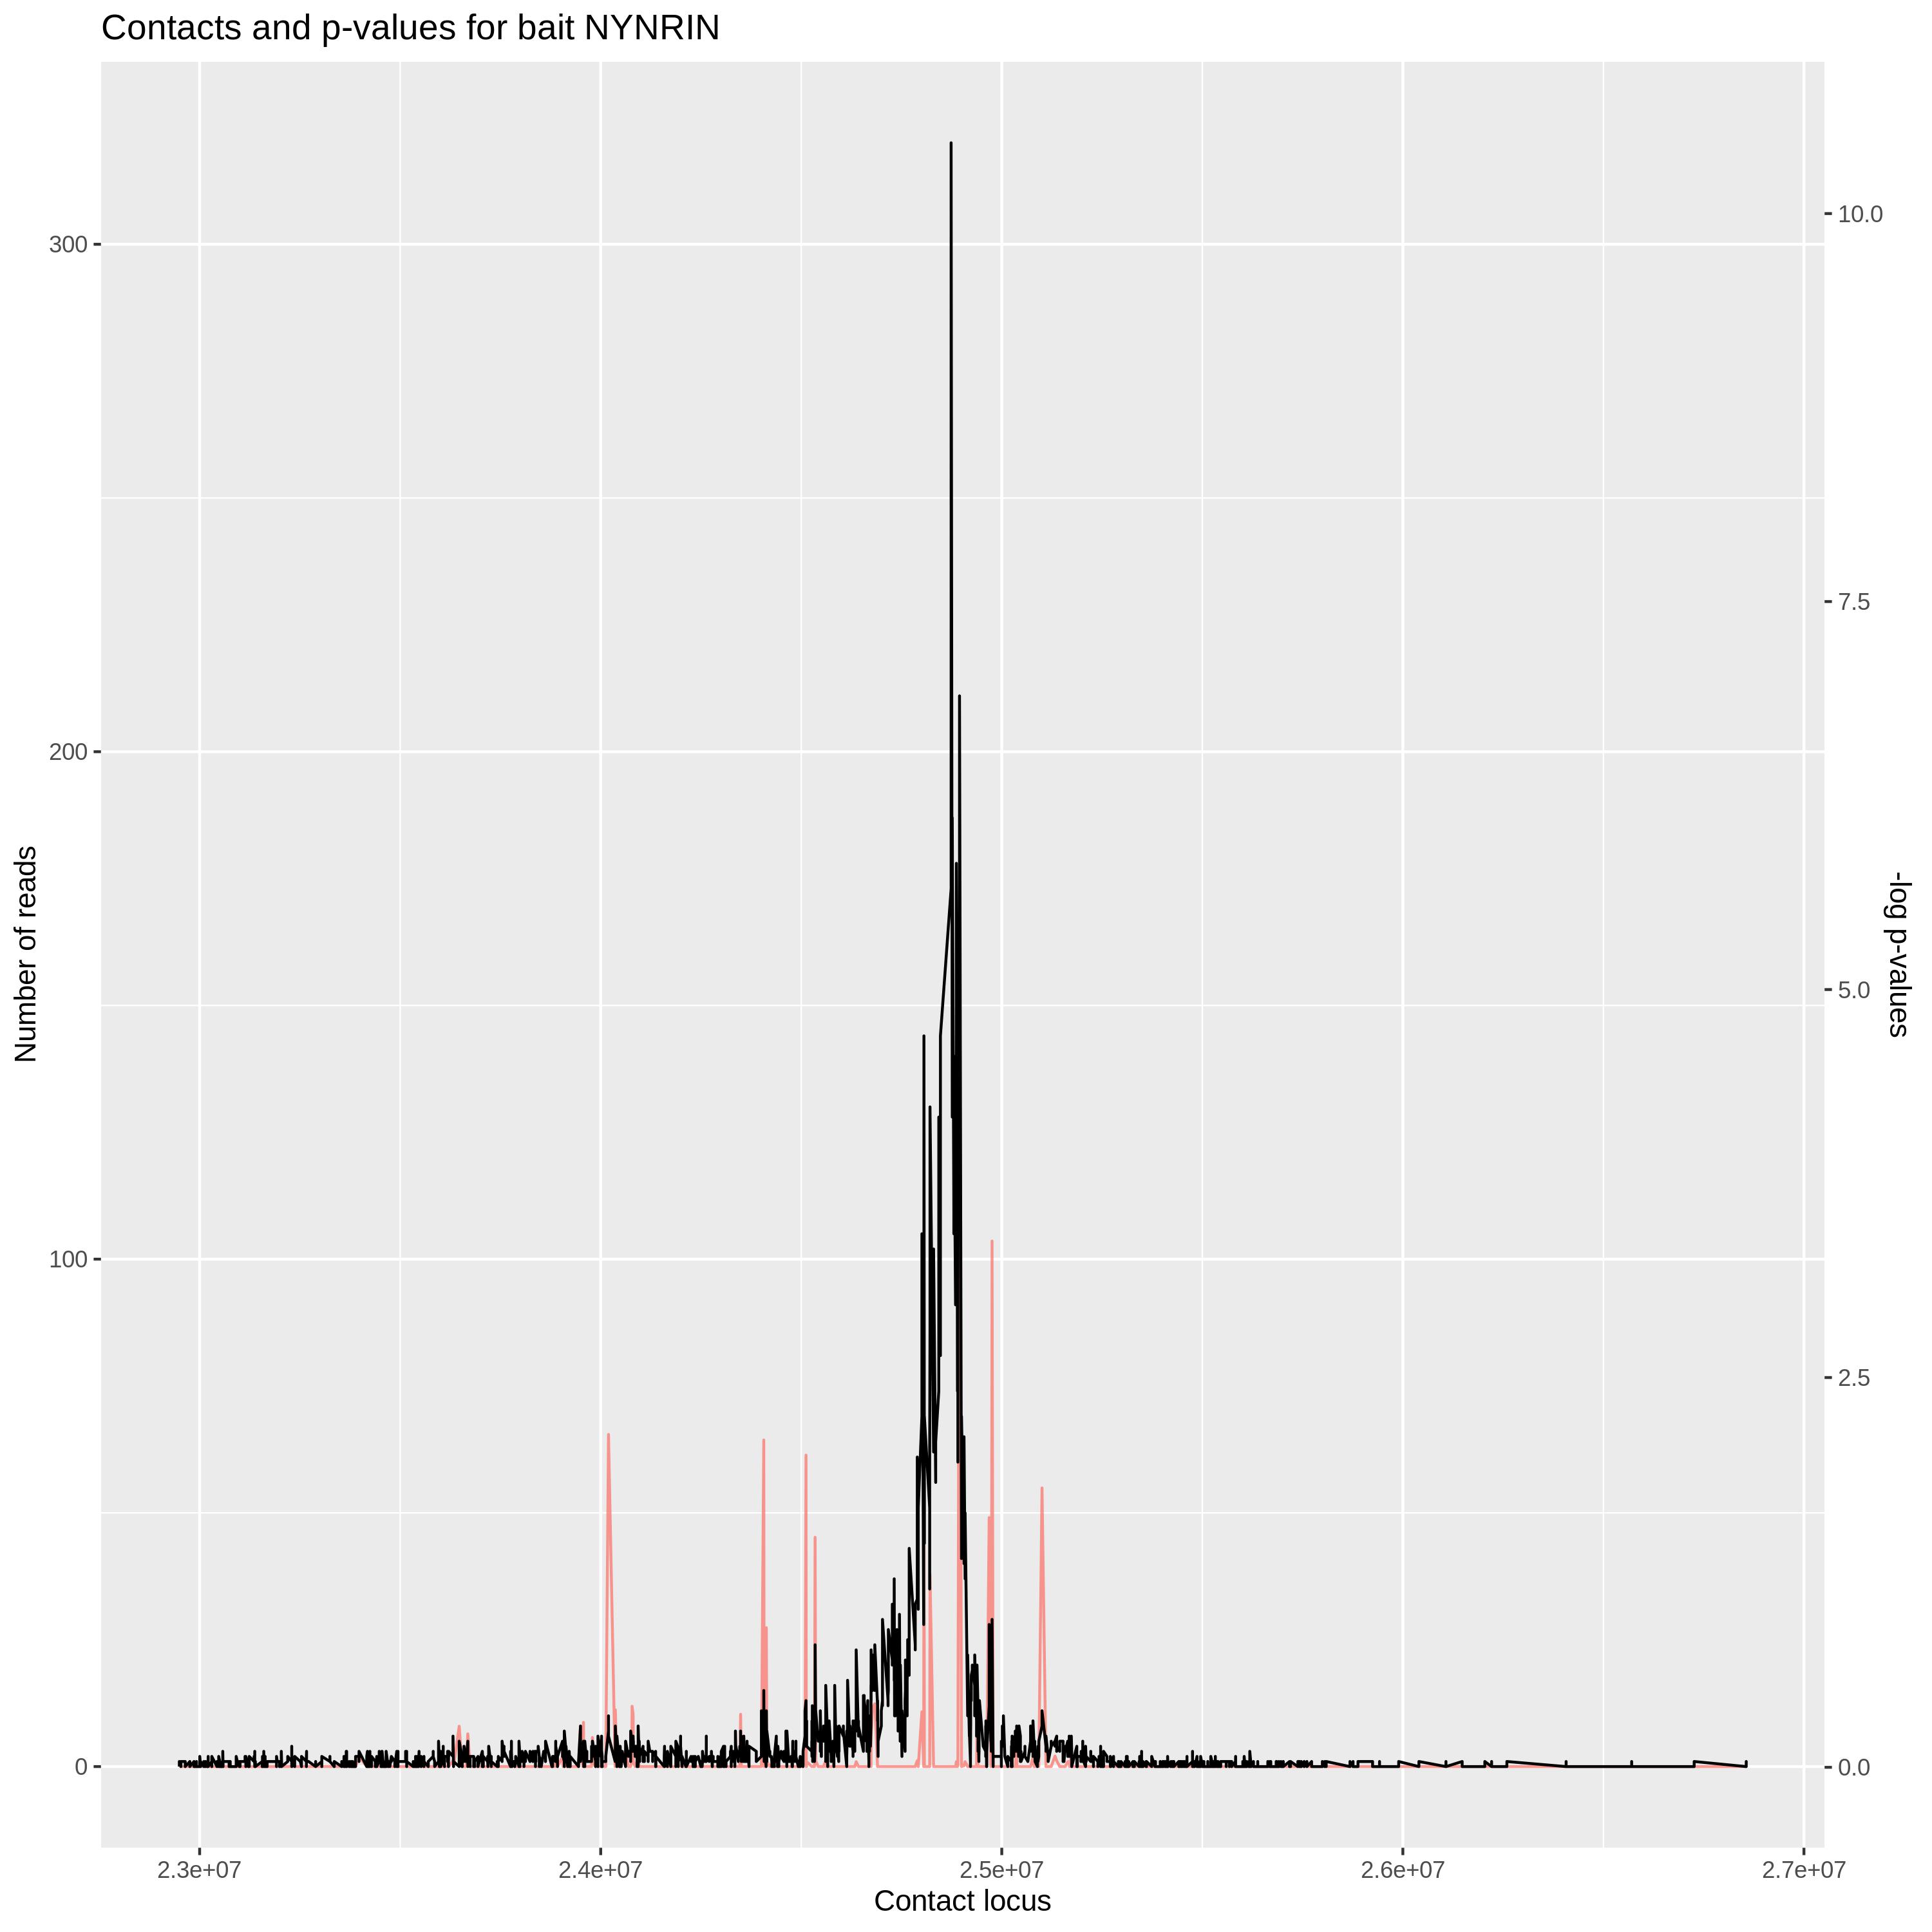 Contacts and p-values for bait NYNRIN
300
200
100
0
Number of reads
10.0
7.5
5.0
2.5
0.0
-log p-values
2.3e+07
2.4e+07
2.5e+07
2.6e+07
2.7e+07
Contact locus